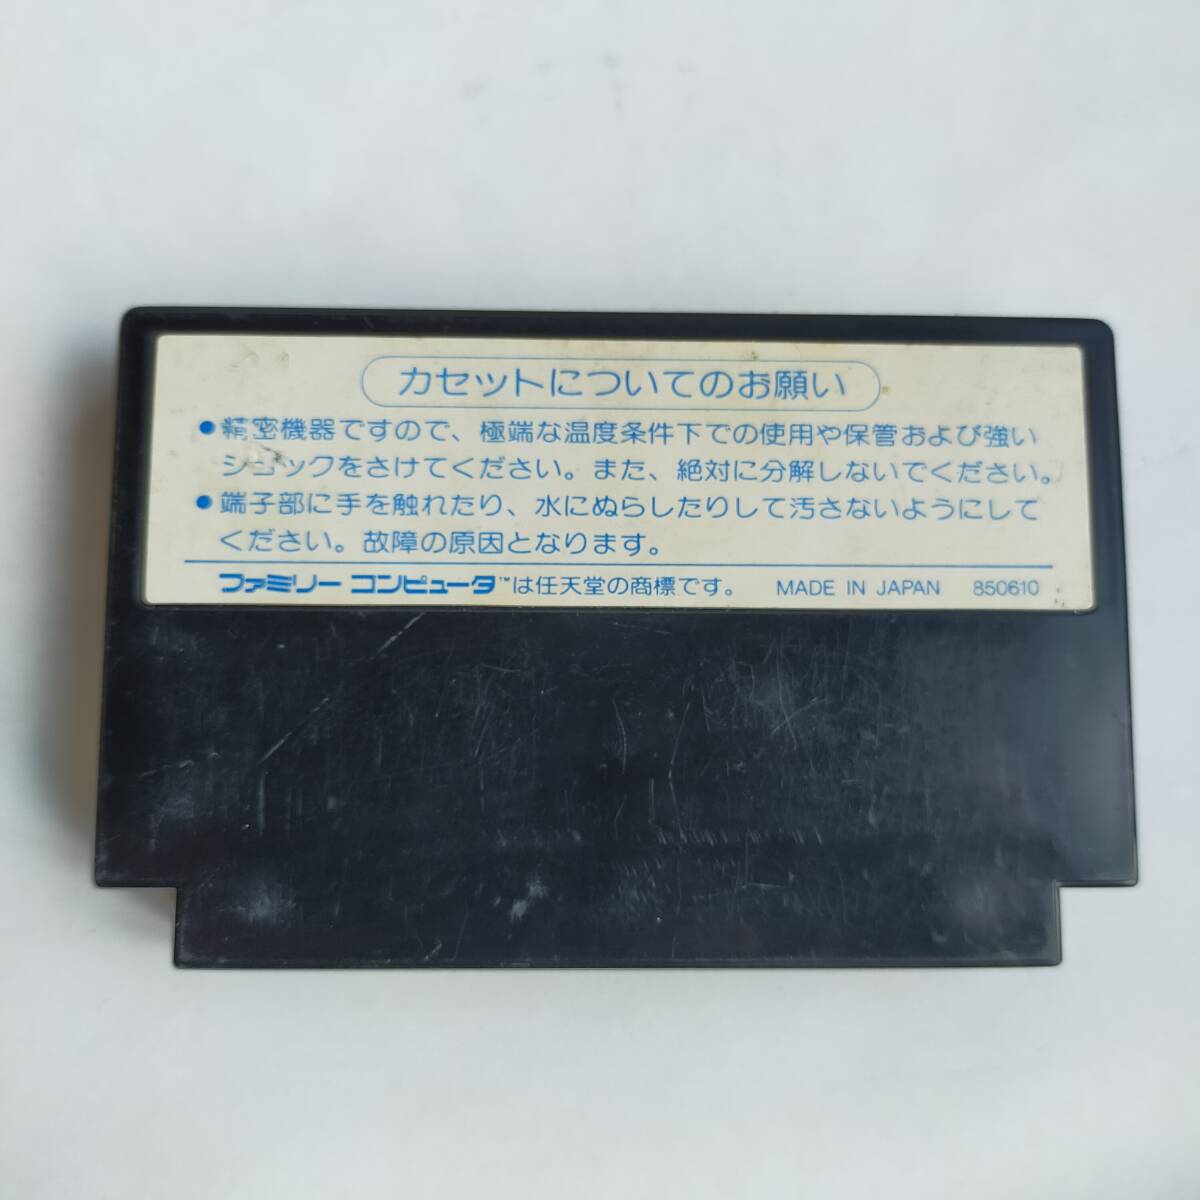 カセットについてのお願い
●精密機器ですので、極端な温度条件下での使用や保管および強い
ショックをさけてください。また、絶対に分解しないでください。
●端子部に手を触れたり、水にぬらしたりして汚さないようにして
ください。故障の原因となります。
ファミリー コンピュータ™は任天堂の商標です。 MADE IN JAPAN 850610